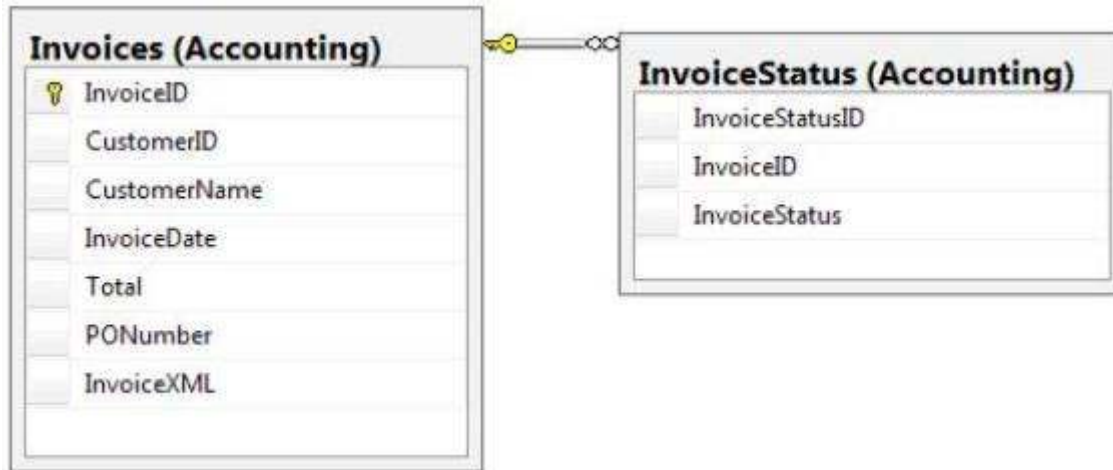 Invoices (Accounting)
InvoiceID
CustomerID
CustomerName
InvoiceDate
Total
PONumber
InvoiceXML
InvoiceStatus (Accounting)
InvoiceStatusID
InvoiceID
InvoiceStatus